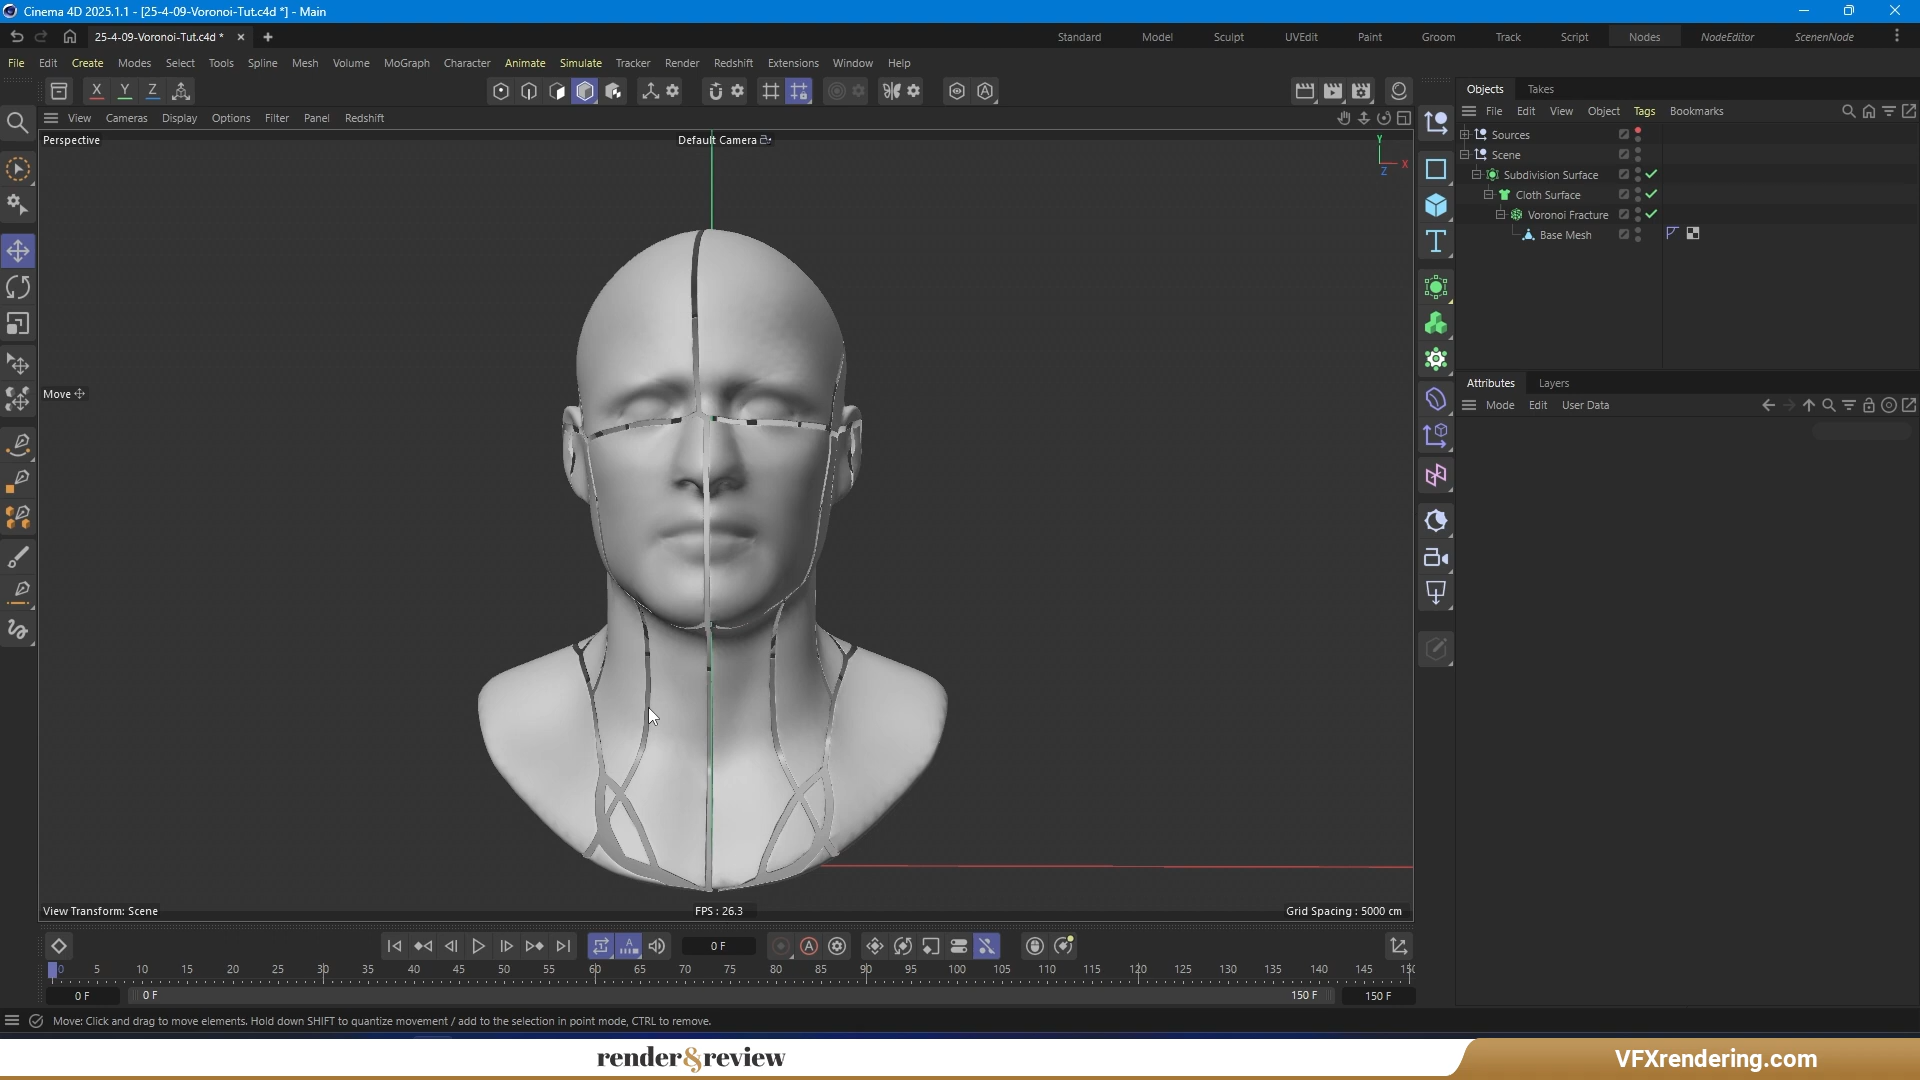 Cinema 4D 2025.1.1 - [25-4-09-Voronoi-Tut.c4d *] - Main
25-4-09-Voronoi-Tut.c4d *
Standard Model Sculpt UVEdit Paint Groom Track Script Nodes NodeEditor ScenenNode
File Edit Create Modes Select Tools Spline Mesh Volume MoGraph Character Animate Simulate Tracker Render Redshift Extensions Window Help
X Y Z
View Cameras Display Options Filter Panel Redshift
Perspective
Default Camera
Y
X
Z
Move
View Transform: Scene
FPS : 26.3
Grid Spacing : 5000 cm
Objects Takes
File Edit View Object Tags Bookmarks
Sources
Scene
Subdivision Surface
Cloth Surface
Voronoi Fracture
Base Mesh
Attributes Layers
Mode Edit User Data
0 F
0 5 10 15 20 25 30 35 40 45 50 55 60 65 70 75 80 85 90 95 100 105 110 115 120 125 130 135 140 145 150
0 F 0 F 150 F 150 F
Move: Click and drag to move elements. Hold down SHIFT to quantize movement / add to the selection in point mode, CTRL to remove.
render&review
VFXrendering.com